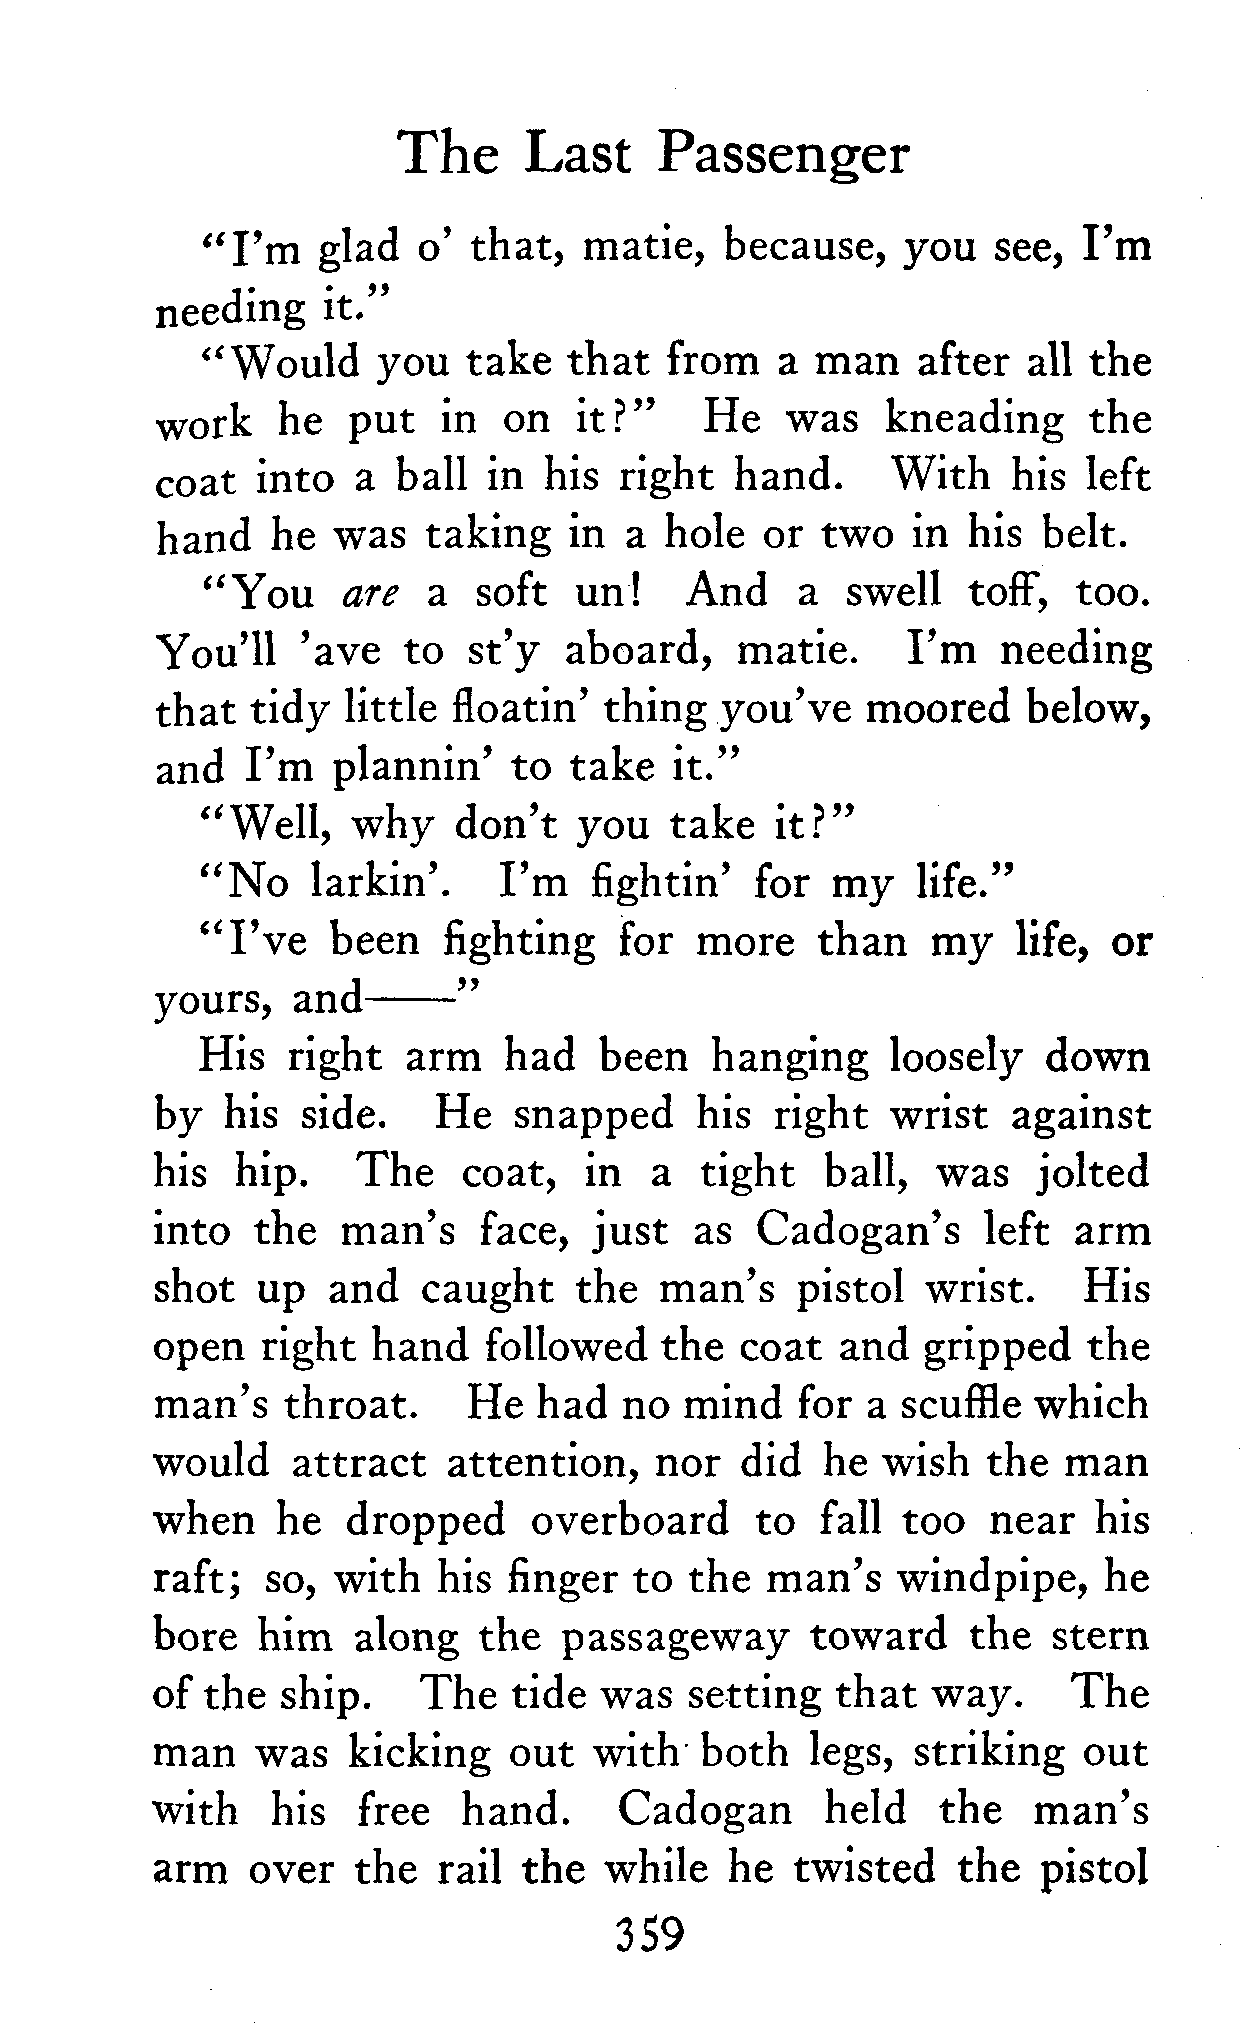 The Last Passenger
"I'm glad o' that, matie, because, you see, I'm
needing it."
"Would you take that from a man after all the
work he put in on it?" He was kneading the
coat into a ball in his right hand. With his left
hand he was taking in a hole or two in his belt.
"You are a soft un! And a swell toff, too.
You'll 'ave to st'y aboard, matie. I'm needing
that tidy little floatin' thing you've moored below,
and I'm plannin' to take it."
"Well, why don't you take it?"
"No larkin'. I'm fightin' for my life."
"I've been fighting for more than my life, or
yours, and——"
His right arm had been hanging loosely down
by his side. He snapped his right wrist against
his hip. The coat, in a tight ball, was jolted
into the man's face, just as Cadogan's left arm
shot up and caught the man's pistol wrist. His
open right hand followed the coat and gripped the
man's throat. He had no mind for a scuffle which
would attract attention, nor did he wish the man
when he dropped overboard to fall too near his
raft; so, with his finger to the man's windpipe, he
bore him along the passageway toward the stern
of the ship. The tide was setting that way. The
man was kicking out with both legs, striking out
with his free hand. Cadogan held the man's
arm over the rail the while he twisted the pistol
359